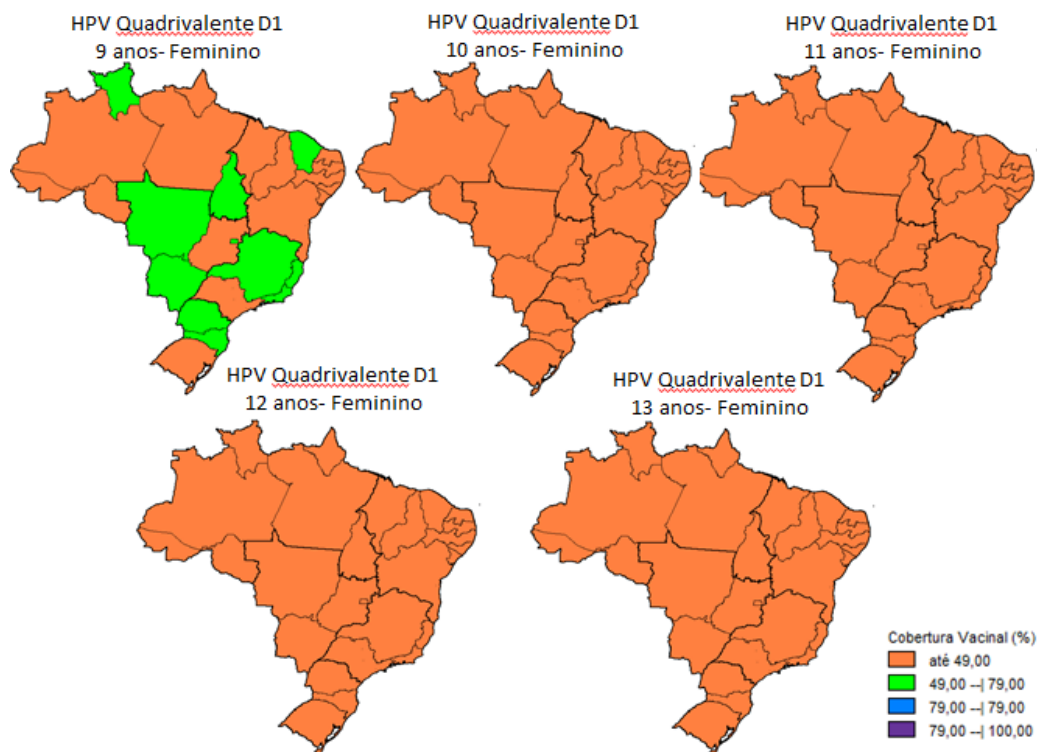 HPV Quadrivalente D1
9 anos- Feminino
HPV Quadrivalente D1
10 anos- Feminino
HPV Quadrivalente D1
11 anos- Feminino
HPV Quadrivalente D1
12 anos- Feminino
HPV Quadrivalente D1
13 anos- Feminino
Cobertura Vacinal (%)
até 49,00
49,00 --| 79,00
79,00 --| 79,00
79,00 --| 100,00